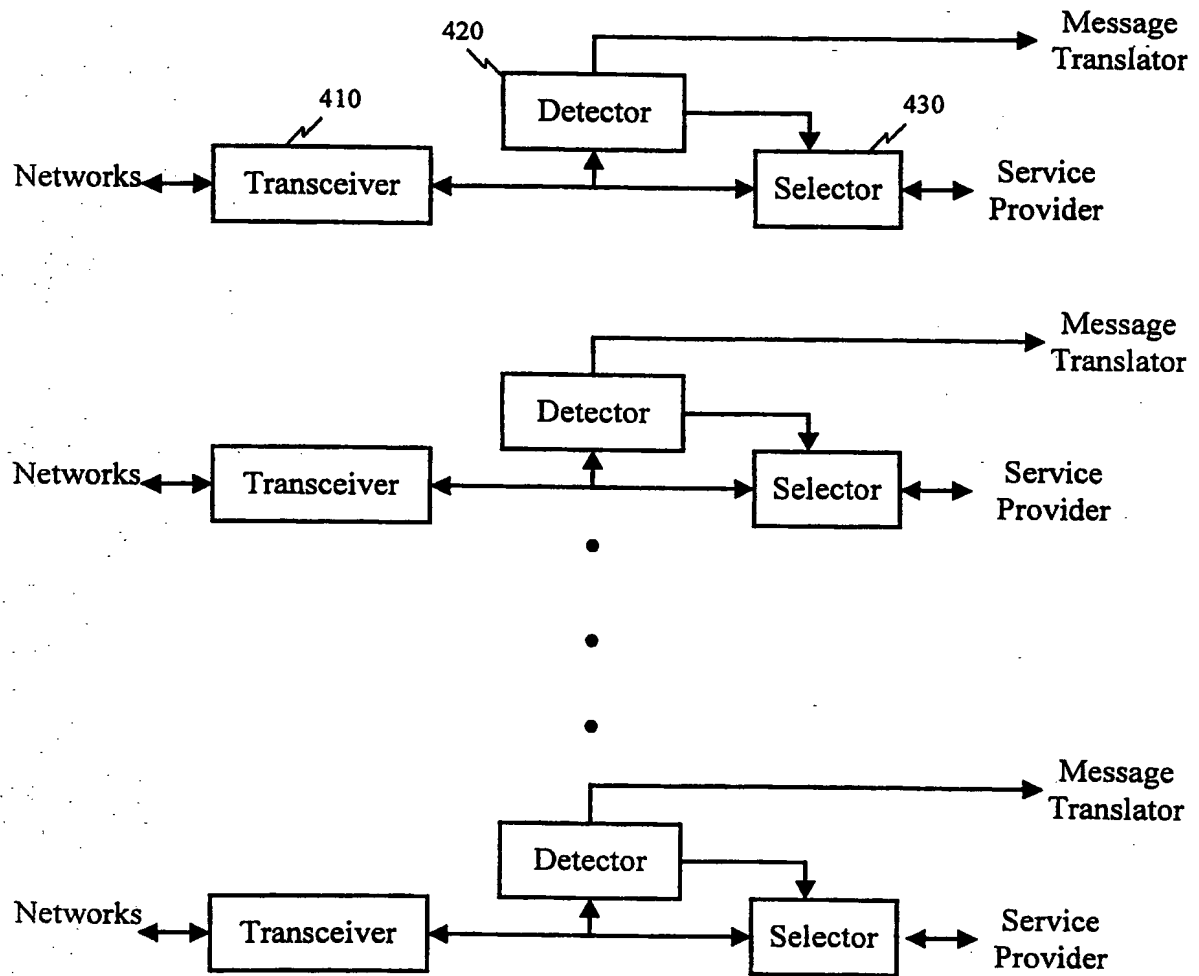 Message
Translator
420
Detector
410
430
Networks
Transceiver
Selector
Service
Provider
Message
Translator
Detector
Networks
Transceiver
Selector
Service
Provider
Message
Translator
Detector
Networks
Transceiver
Selector
Service
Provider